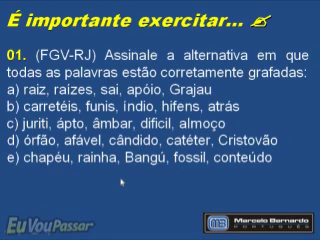 É importante exercitar... ✍
01. (FGV-RJ) Assinale a alternativa em que
todas as palavras estão corretamente grafadas:
a) raiz, raízes, sai, apóio, Grajau
b) carretéis, funis, índio, hifens, atrás
c) juriti, ápto, âmbar, dificil, almoço
d) órfão, afável, cândido, catéter, Cristovão
e) chapéu, rainha, Bangú, fossil, conteúdo
EuVouPassar
Marcelo Bernardo
PORTUGUÊS